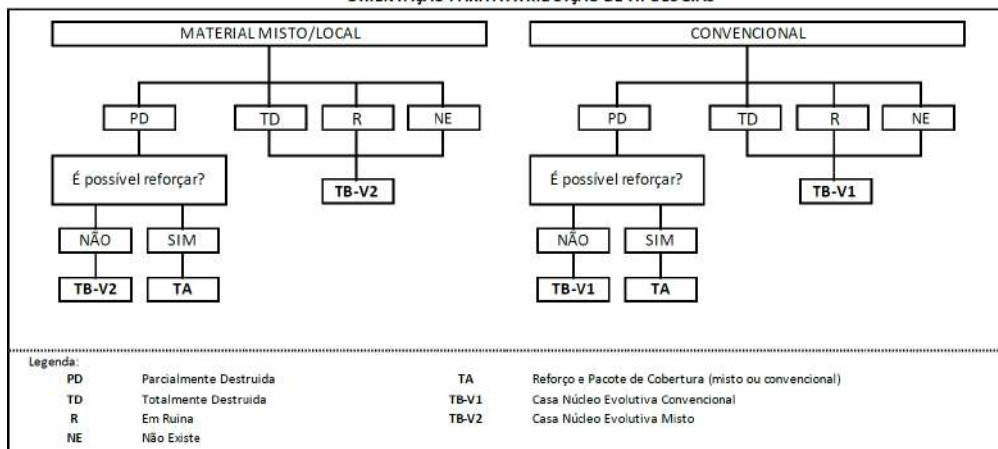 MATERIAL MISTO/LOCAL
CONVENCIONAL
PD
TD
R
NE
PD
TD
R
NE
É possível reforçar?
TB-V2
É possível reforçar?
TB-V1
NÃO
SIM
NÃO
SIM
TB-V2
TA
TB-V1
TA
Legenda:
PD Parcialmente Destruida
TA Reforço e Pacote de Cobertura (misto ou convencional)
TD Totalmente Destruida
TB-V1 Casa Núcleo Evolutiva Convencional
R Em Ruina
TB-V2 Casa Núcleo Evolutiva Misto
NE Não Existe